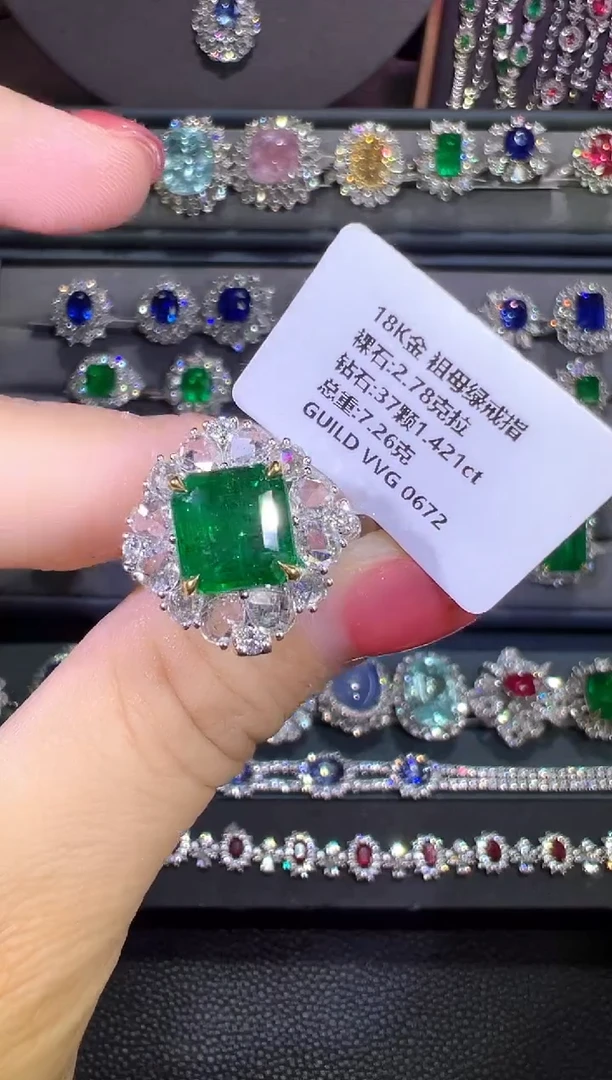 18K金 祖母绿戒指
裸石:2.78克拉
钻石:37颗1.421ct
总重:7.26克
GUILD VVG 0672